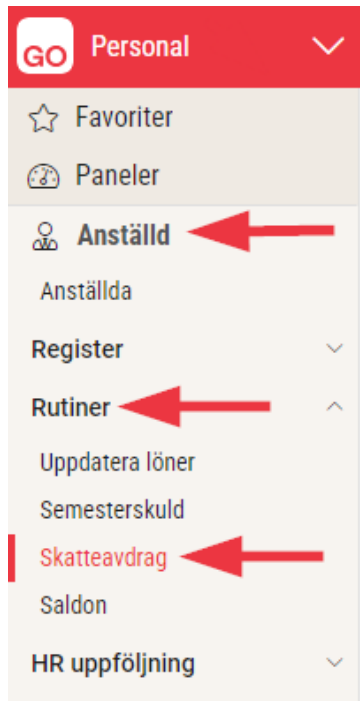 GO Personal
Favoriter
Paneler
Anställd
Anställda
Register
Rutiner
Uppdatera löner
Semesterskuld
Skatteavdrag
Saldon
HR uppföljning